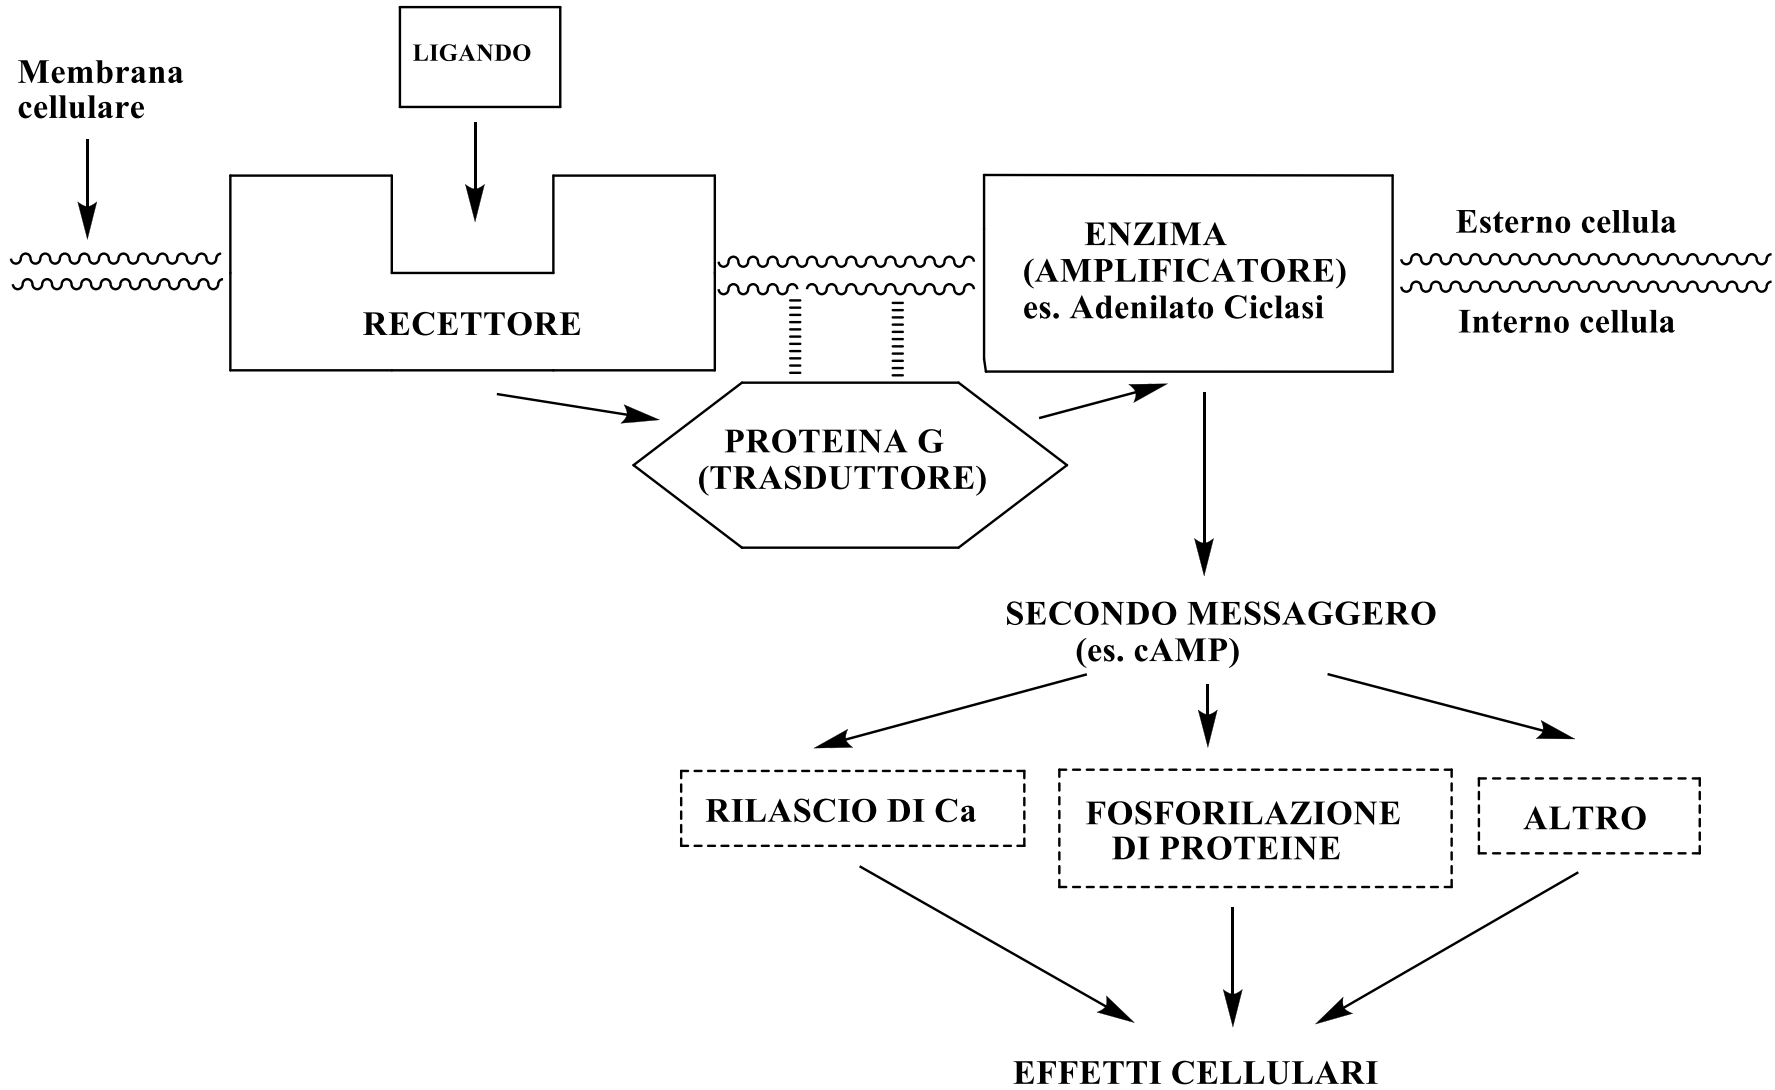 LIGANDO
Membrana
cellulare
RECETTORE
ENZIMA
(AMPLIFICATORE)
es. Adenilato Ciclasi
Esterno cellula
Interno cellula
PROTEINA G
(TRASDUTTORE)
SECONDO MESSAGGERO
(es. cAMP)
RILASCIO DI Ca
FOSFORILAZIONE
DI PROTEINE
ALTRO
EFFETTI CELLULARI